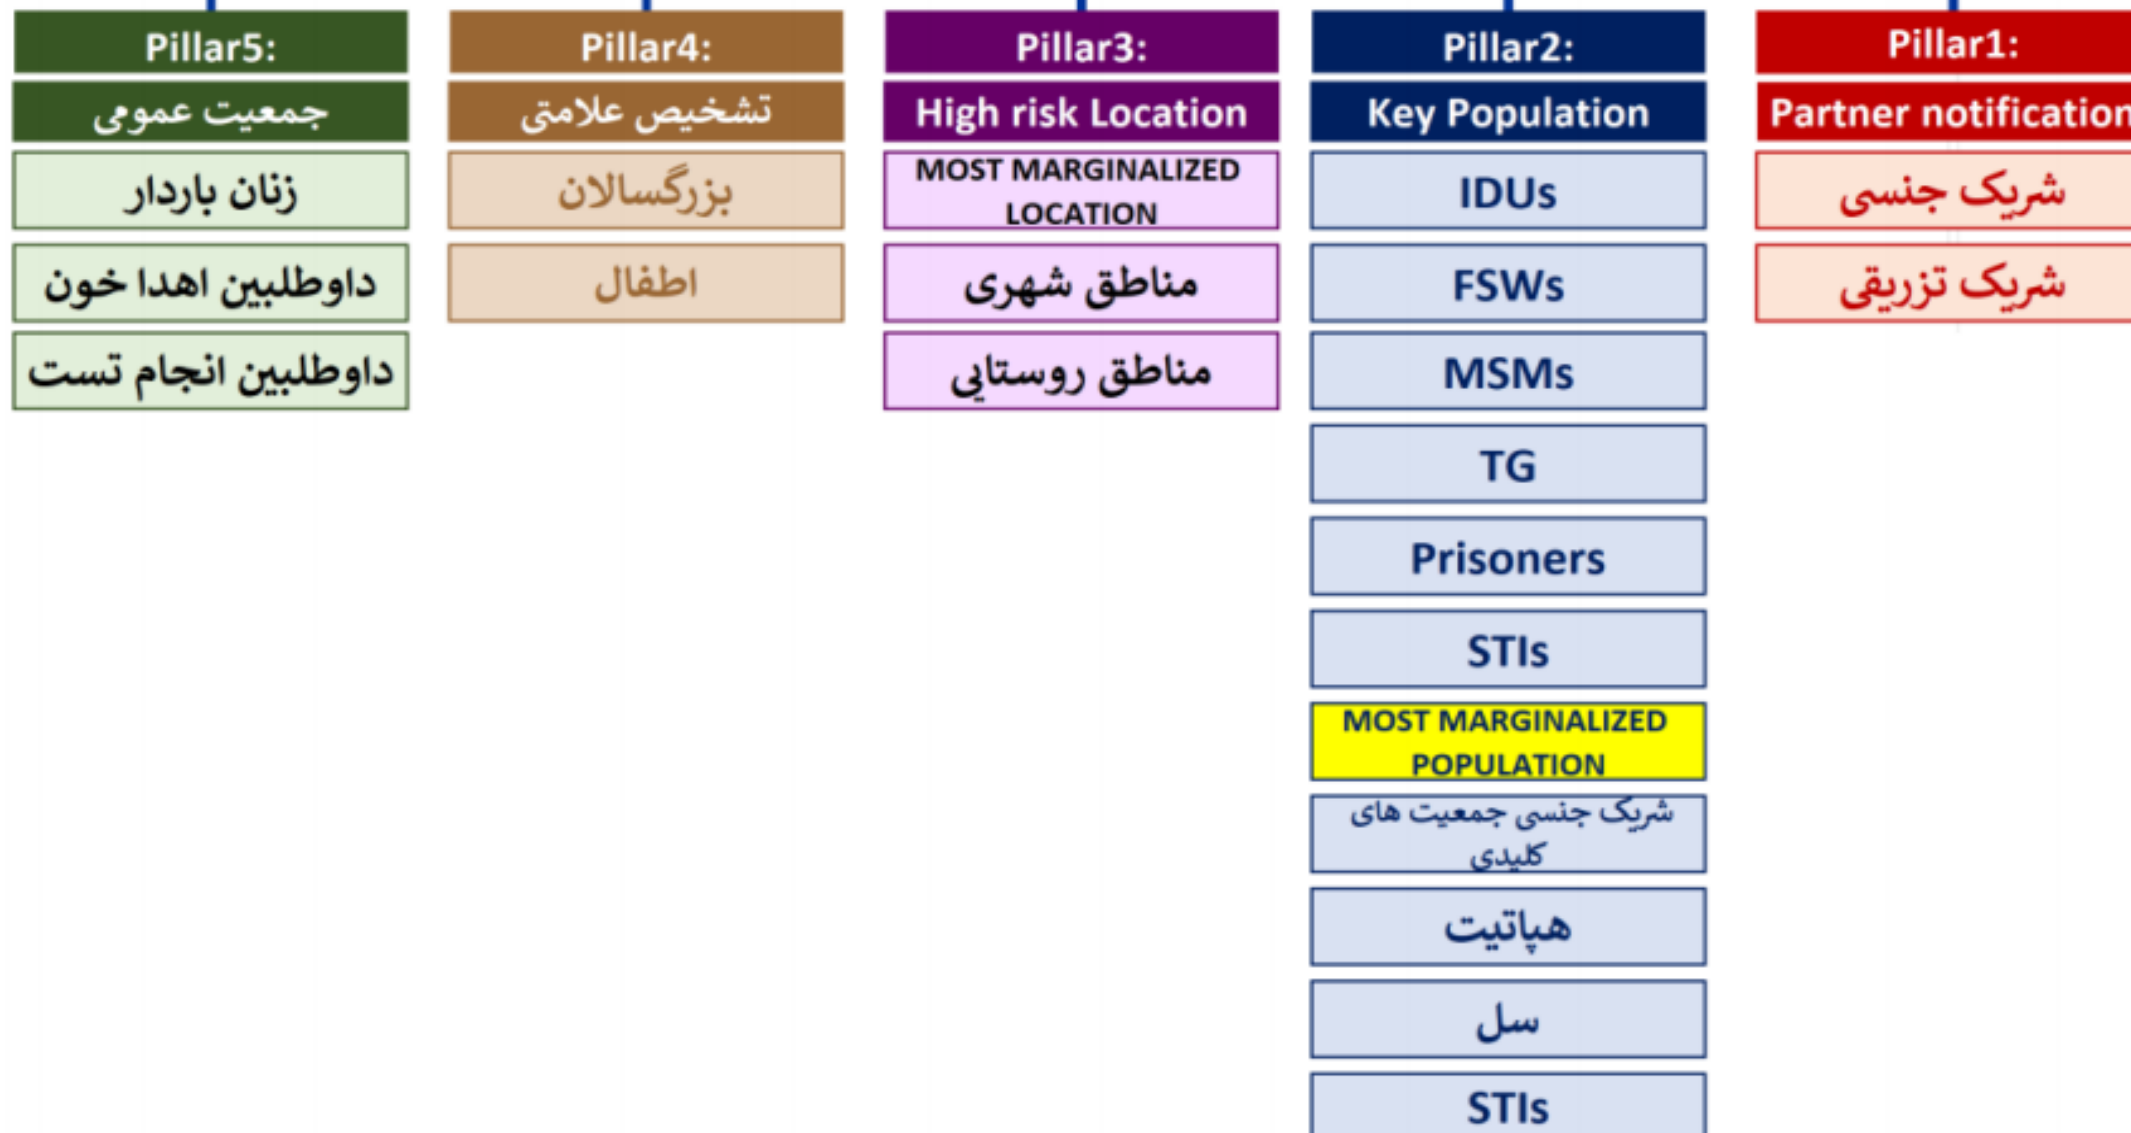 Pillar1:
Partner notification
شریک جنسی
شریک تزریقی
Pillar2:
Key Population
IDUs
FSWs
MSMs
TG
Prisoners
STIs
MOST MARGINALIZED
POPULATION
شریک جنسی جمعیت های
کلیدی
هپاتیت
سل
STIs
Pillar3:
High risk Location
MOST MARGINALIZED
LOCATION
مناطق شهری
مناطق روستایی
Pillar4:
تشخیص علامتی
بزرگسالان
اطفال
Pillar5:
جمعیت عمومی
زنان باردار
داوطلبین اهدا خون
داوطلبین انجام تست